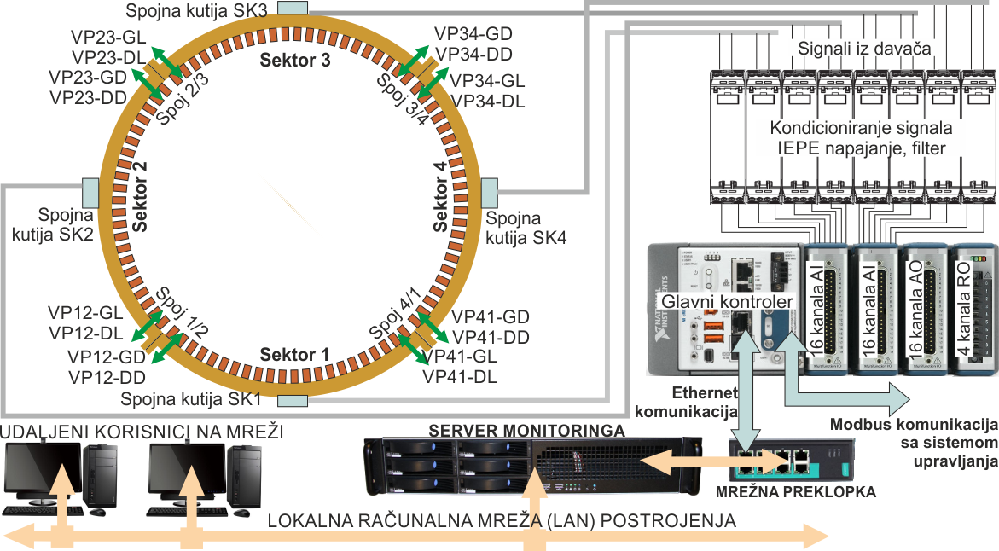 Spojna kutija SK3
VP23-GL
VP23-DL
VP23-GD
VP23-DD
Spoj 2/3
Sektor 3
VP34-GD
VP34-DD
VP34-GL
VP34-DL
Spoj 3/4
Sektor 2
Sektor 4
Spojna
kutija SK2
Spojna
kutija SK4
VP12-GL
VP12-DL
VP12-GD
VP12-DD
Spoj 1/2
Sektor 1
Spoj 4/1
VP41-GD
VP41-DD
VP41-GL
VP41-DL
Spojna kutija SK1
Signali iz davača
Kondicioniranje signala
IEPE napajanje, filter
NATIONAL
INSTRUMENTS
Glavni kontroler
16 kanala AI
16 kanala AI
16 kanala AO
4 kanala RO
Ethernet
komunikacija
Modbus komunikacija
sa sistemom
upravljanja
UDALJENI KORISNICI NA MREŽI
SERVER MONITORINGA
MREŽNA PREKLOPKA
LOKALNA RAČUNALNA MREŽA (LAN) POSTROJENJA